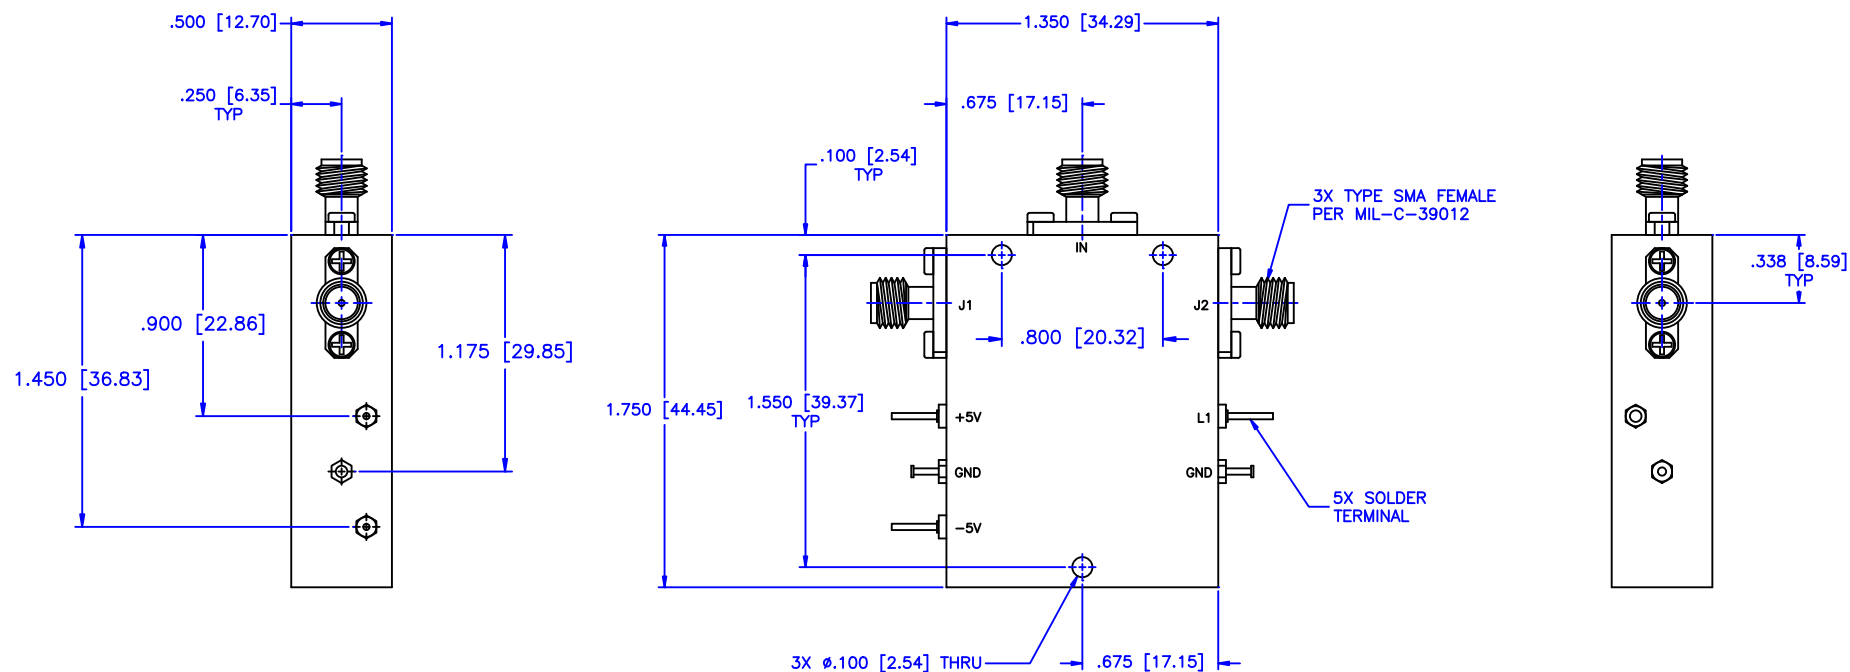 .500 [12.70]
.250 [6.35]
TYP
.900 [22.86]
1.175 [29.85]
1.450 [36.83]
1.350 [34.29]
.675 [17.15]
.100 [2.54]
TYP
3X TYPE SMA FEMALE
PER MIL-C-39012
IN
J1
J2
.800 [20.32]
1.750 [44.45]
1.550 [39.37]
TYP
+5V
L1
GND
GND
-5V
5X SOLDER
TERMINAL
3X ø.100 [2.54] THRU
.675 [17.15]
.338 [8.59]
TYP